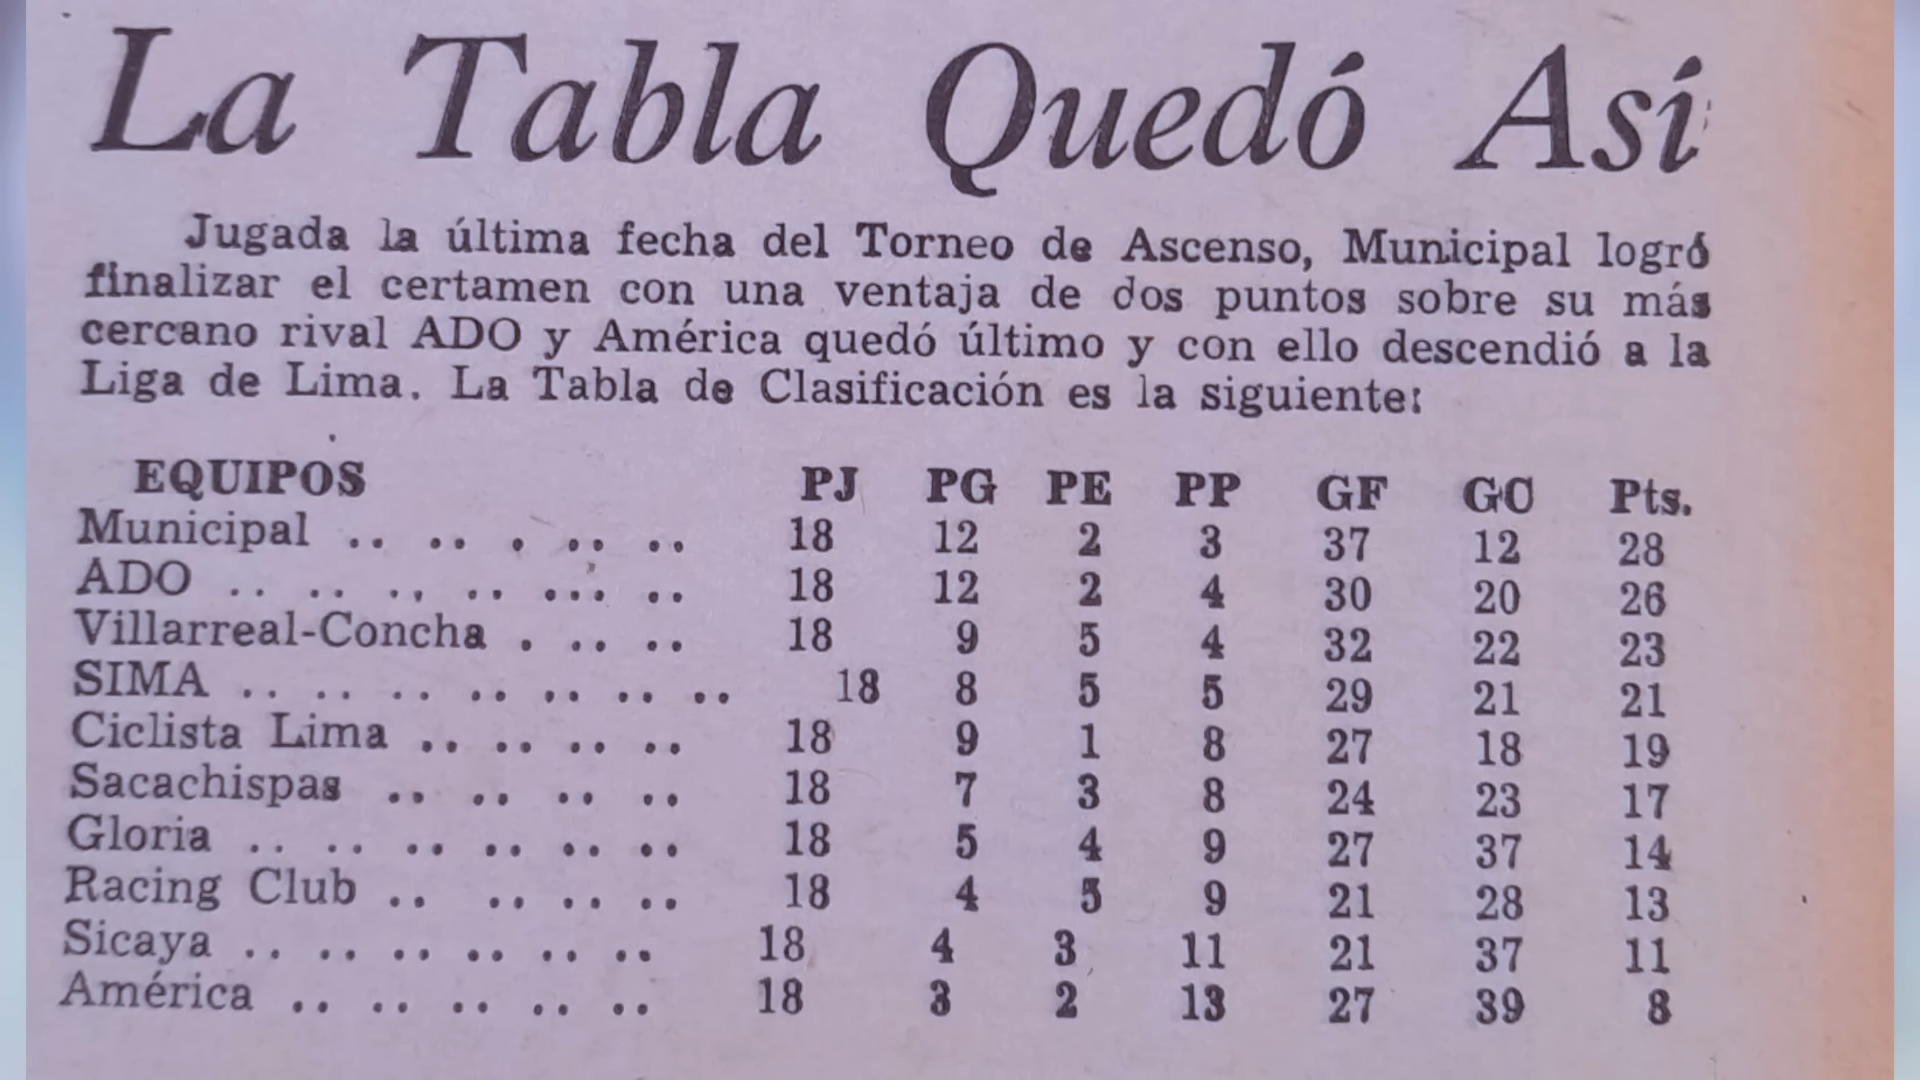 La Tabla Quedó Así
Jugada la última fecha del Torneo de Ascenso, Municipal logró
finalizar el certamen con una ventaja de dos puntos sobre su más
cercano rival ADO y América quedó último y con ello descendió a la
Liga de Lima. La Tabla de Clasificación es la siguiente:
EQUIPOS PJ PG PE PP GF GC Pts.
Municipal .. .. . .. .. 18 12 2 3 37 12 28
ADO .. .. .. .. ... .. 18 12 2 4 30 20 26
Villarreal-Concha . .. .. 18 9 5 4 32 22 23
SIMA .. .. .. .. .. .. .. 18 8 5 5 29 21 21
Ciclista Lima .. .. .. .. 18 9 1 8 27 18 19
Sacachispas .. .. .. .. 18 7 3 8 24 23 17
Gloria .. .. .. .. .. .. 18 5 4 9 27 37 14
Racing Club .. .. .. .. 18 4 5 9 21 28 13
Sicaya .. .. .. .. .. .. 18 4 3 11 21 37 11
América .. .. .. .. .. 18 3 2 13 27 39 8